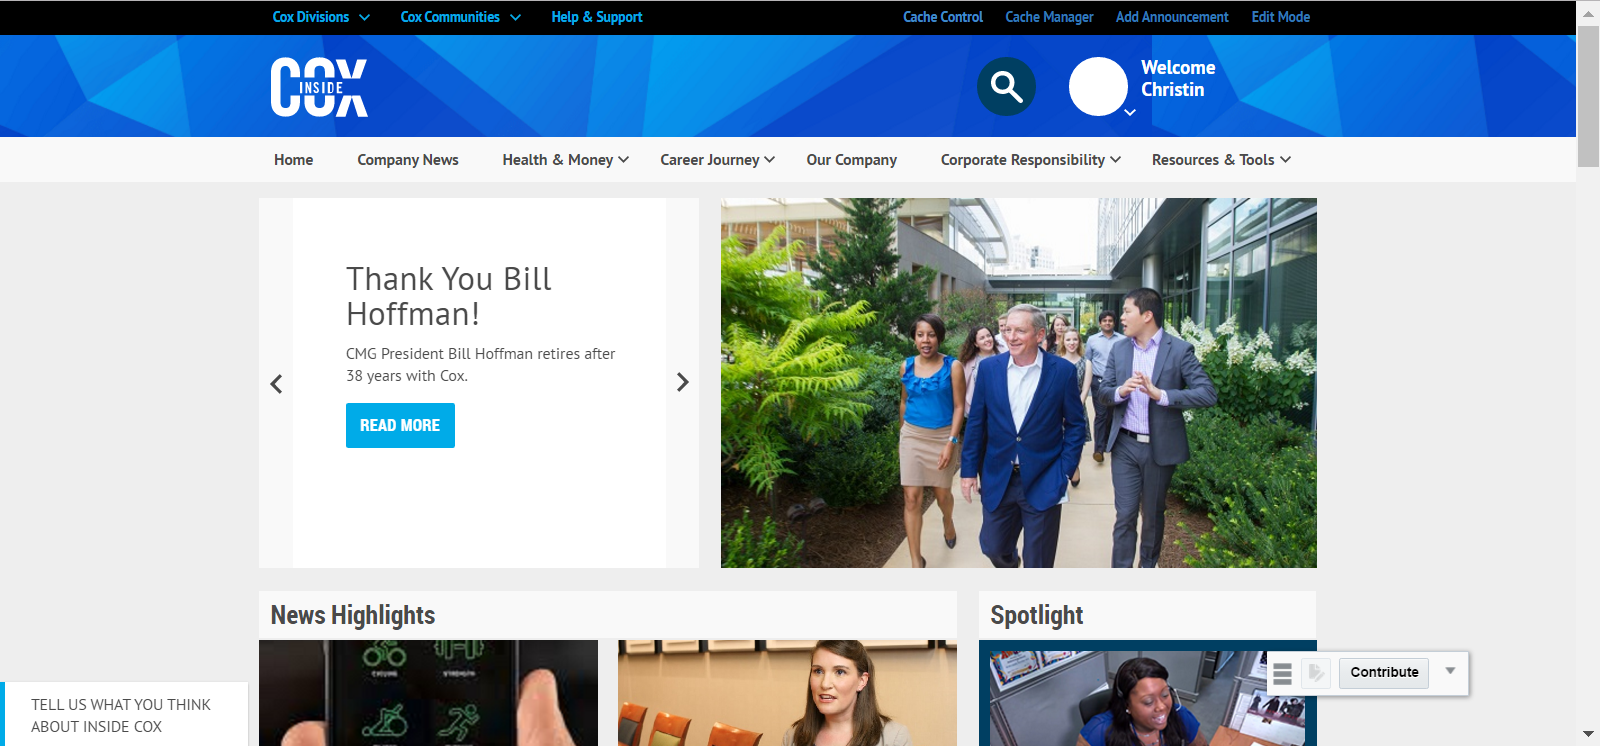 Cox Divisions Cox Communities Help & Support Cache Control Cache Manager Add Announcement Edit Mode
COX
INSIDE
Welcome
Christin
Home Company News Health & Money Career Journey Our Company Corporate Responsibility Resources & Tools
Thank You Bill
Hoffman!
CMG President Bill Hoffman retires after
38 years with Cox.
READ MORE
News Highlights
Spotlight
CYCLING STRENGTH
Contribute
TELL US WHAT YOU THINK
ABOUT INSIDE COX